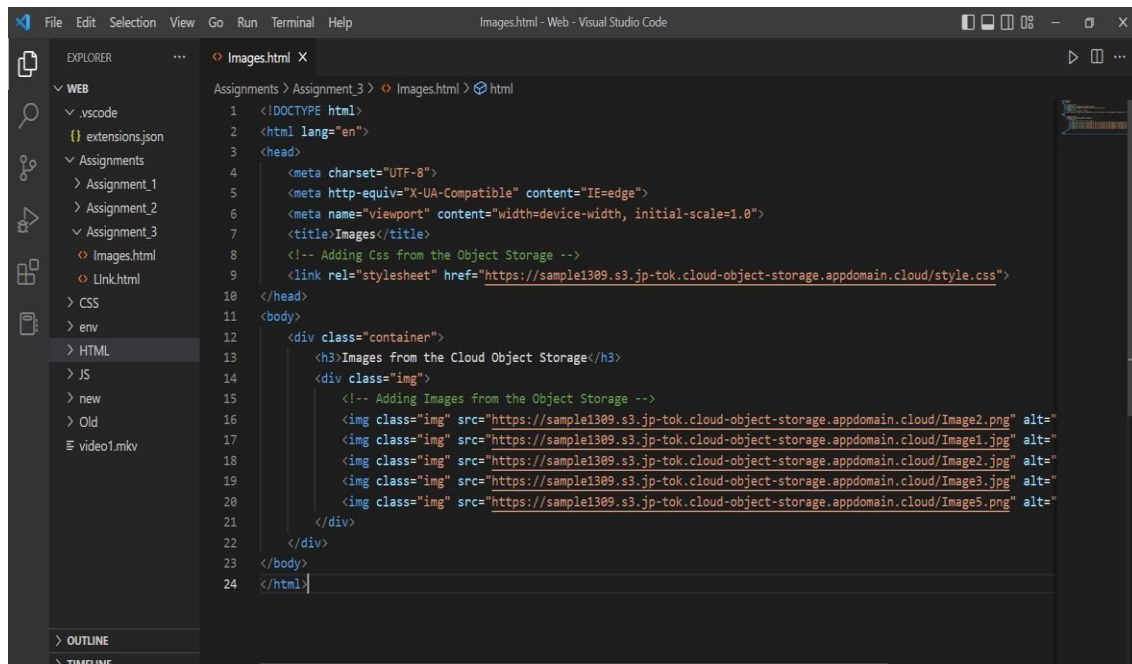 File Edit Selection View Go Run Terminal Help Images.html - Web - Visual Studio Code
EXPLORER ...
WEB
.vscode
{} extensions.json
Assignments
Assignment_1
Assignment_2
Assignment_3
Images.html
LInk.html
CSS
env
HTML
JS
new
Old
video1.mkv
OUTLINE
TIMELINE
Images.html X
Assignments > Assignment_3 > Images.html > html
1 <!DOCTYPE html>
2 <html lang="en">
3 <head>
4 <meta charset="UTF-8">
5 <meta http-equiv="X-UA-Compatible" content="IE=edge">
6 <meta name="viewport" content="width=device-width, initial-scale=1.0">
7 <title>Images</title>
8 <!-- Adding Css from the Object Storage -->
9 <link rel="stylesheet" href="https://sample1309.s3.jp-tok.cloud-object-storage.appdomain.cloud/style.css">
10 </head>
11 <body>
12 <div class="container">
13 <h3>Images from the Cloud Object Storage</h3>
14 <div class="img">
15 <!-- Adding Images from the Object Storage -->
16 <img class="img" src="https://sample1309.s3.jp-tok.cloud-object-storage.appdomain.cloud/Image2.png" alt="
17 <img class="img" src="https://sample1309.s3.jp-tok.cloud-object-storage.appdomain.cloud/Image1.jpg" alt="
18 <img class="img" src="https://sample1309.s3.jp-tok.cloud-object-storage.appdomain.cloud/Image2.jpg" alt="
19 <img class="img" src="https://sample1309.s3.jp-tok.cloud-object-storage.appdomain.cloud/Image3.jpg" alt="
20 <img class="img" src="https://sample1309.s3.jp-tok.cloud-object-storage.appdomain.cloud/Image5.png" alt="
21 </div>
22 </div>
23 </body>
24 </html>